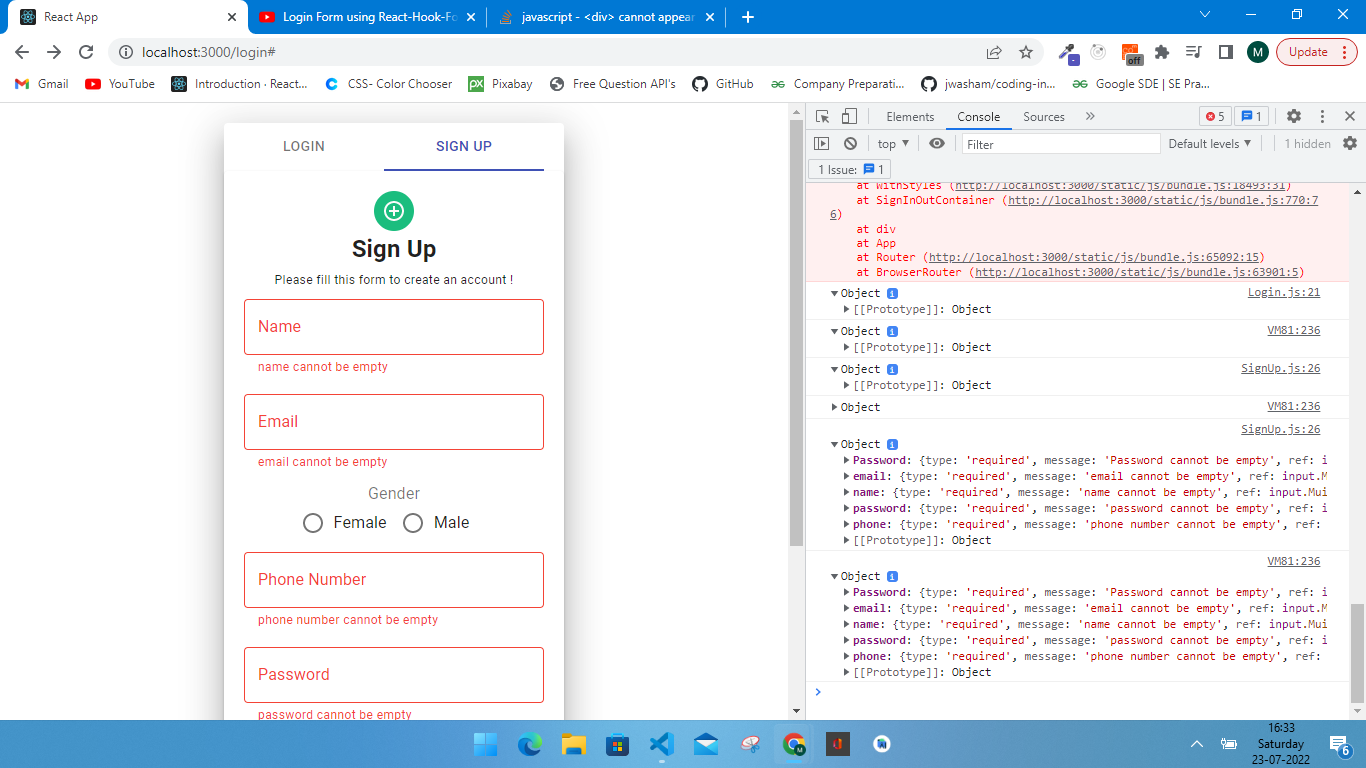 React App
Login Form using React-Hook-Fo
javascript - <div> cannot appear
localhost:3000/login#
off
M
Update
Gmail
YouTube
Introduction · React...
CSS- Color Chooser
Pixabay
Free Question API's
GitHub
Company Preparati...
jwasham/coding-in...
Google SDE | SE Pra...
LOGIN
SIGN UP
Sign Up
Please fill this form to create an account !
Name
name cannot be empty
Email
email cannot be empty
Gender
Female
Male
Phone Number
phone number cannot be empty
Password
password cannot be empty
Elements
Console
Sources
5
1
top
Filter
Default levels
1 hidden
1 Issue:
1
at WithStyles (http://localhost:3000/static/js/bundle.js:18493:31)
at SignInOutContainer (http://localhost:3000/static/js/bundle.js:770:7
6)
at div
at App
at Router (http://localhost:3000/static/js/bundle.js:65092:15)
at BrowserRouter (http://localhost:3000/static/js/bundle.js:63901:5)
Object
Login.js:21
[[Prototype]]: Object
Object
VM81:236
[[Prototype]]: Object
Object
SignUp.js:26
[[Prototype]]: Object
Object
VM81:236
SignUp.js:26
Object
Password: {type: 'required', message: 'Password cannot be empty', ref: i
email: {type: 'required', message: 'email cannot be empty', ref: input.M
name: {type: 'required', message: 'name cannot be empty', ref: input.Mui
password: {type: 'required', message: 'password cannot be empty', ref: i
phone: {type: 'required', message: 'phone number cannot be empty', ref:
[[Prototype]]: Object
VM81:236
Object
Password: {type: 'required', message: 'Password cannot be empty', ref: i
email: {type: 'required', message: 'email cannot be empty', ref: input.M
name: {type: 'required', message: 'name cannot be empty', ref: input.Mui
password: {type: 'required', message: 'password cannot be empty', ref: i
phone: {type: 'required', message: 'phone number cannot be empty', ref:
[[Prototype]]: Object
16:33
Saturday
23-07-2022
6